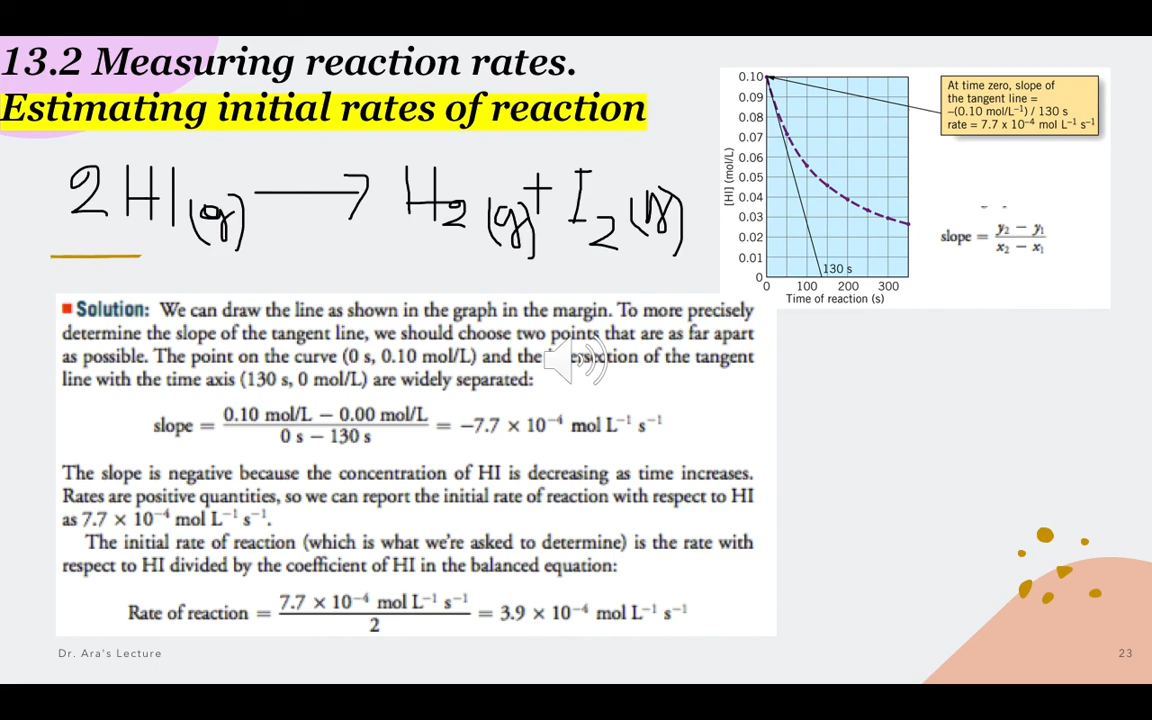 13.2 Measuring reaction rates.
Estimating initial rates of reaction
2HI(g) → H2(g) + I2(g)
0.10
0.09
0.08
0.07
0.06
0.05
0.04
0.03
0.02
0.01
0
[HI] (mol/L)
130 s
0 100 200 300
Time of reaction (s)
At time zero, slope of
the tangent line =
–(0.10 mol/L⁻¹) / 130 s
rate = 7.7 x 10⁻⁴ mol L⁻¹ s⁻¹
slope = (y₂ − y₁) / (x₂ − x₁)
■ Solution: We can draw the line as shown in the graph in the margin. To more precisely
determine the slope of the tangent line, we should choose two points that are as far apart
as possible. The point on the curve (0 s, 0.10 mol/L) and the of the tangent
line with the time axis (130 s, 0 mol/L) are widely separated:
slope = (0.10 mol/L − 0.00 mol/L) / (0 s − 130 s) = −7.7 × 10⁻⁴ mol L⁻¹ s⁻¹
The slope is negative because the concentration of HI is decreasing as time increases.
Rates are positive quantities, so we can report the initial rate of reaction with respect to HI
as 7.7 × 10⁻⁴ mol L⁻¹ s⁻¹.
The initial rate of reaction (which is what we're asked to determine) is the rate with
respect to HI divided by the coefficient of HI in the balanced equation:
Rate of reaction = (7.7 × 10⁻⁴ mol L⁻¹ s⁻¹) / 2 = 3.9 × 10⁻⁴ mol L⁻¹ s⁻¹
Dr. Ara's Lecture
23